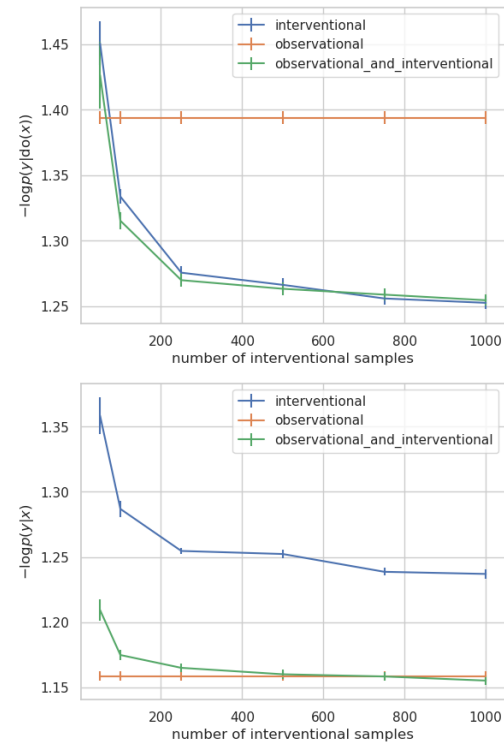 1.45
1.40
1.35
1.30
1.25
−log p(y|do(x))
interventional
observational
observational_and_interventional
200 400 600 800 1000
number of interventional samples
1.35
1.30
1.25
1.20
1.15
−log p(y|x)
interventional
observational
observational_and_interventional
200 400 600 800 1000
number of interventional samples